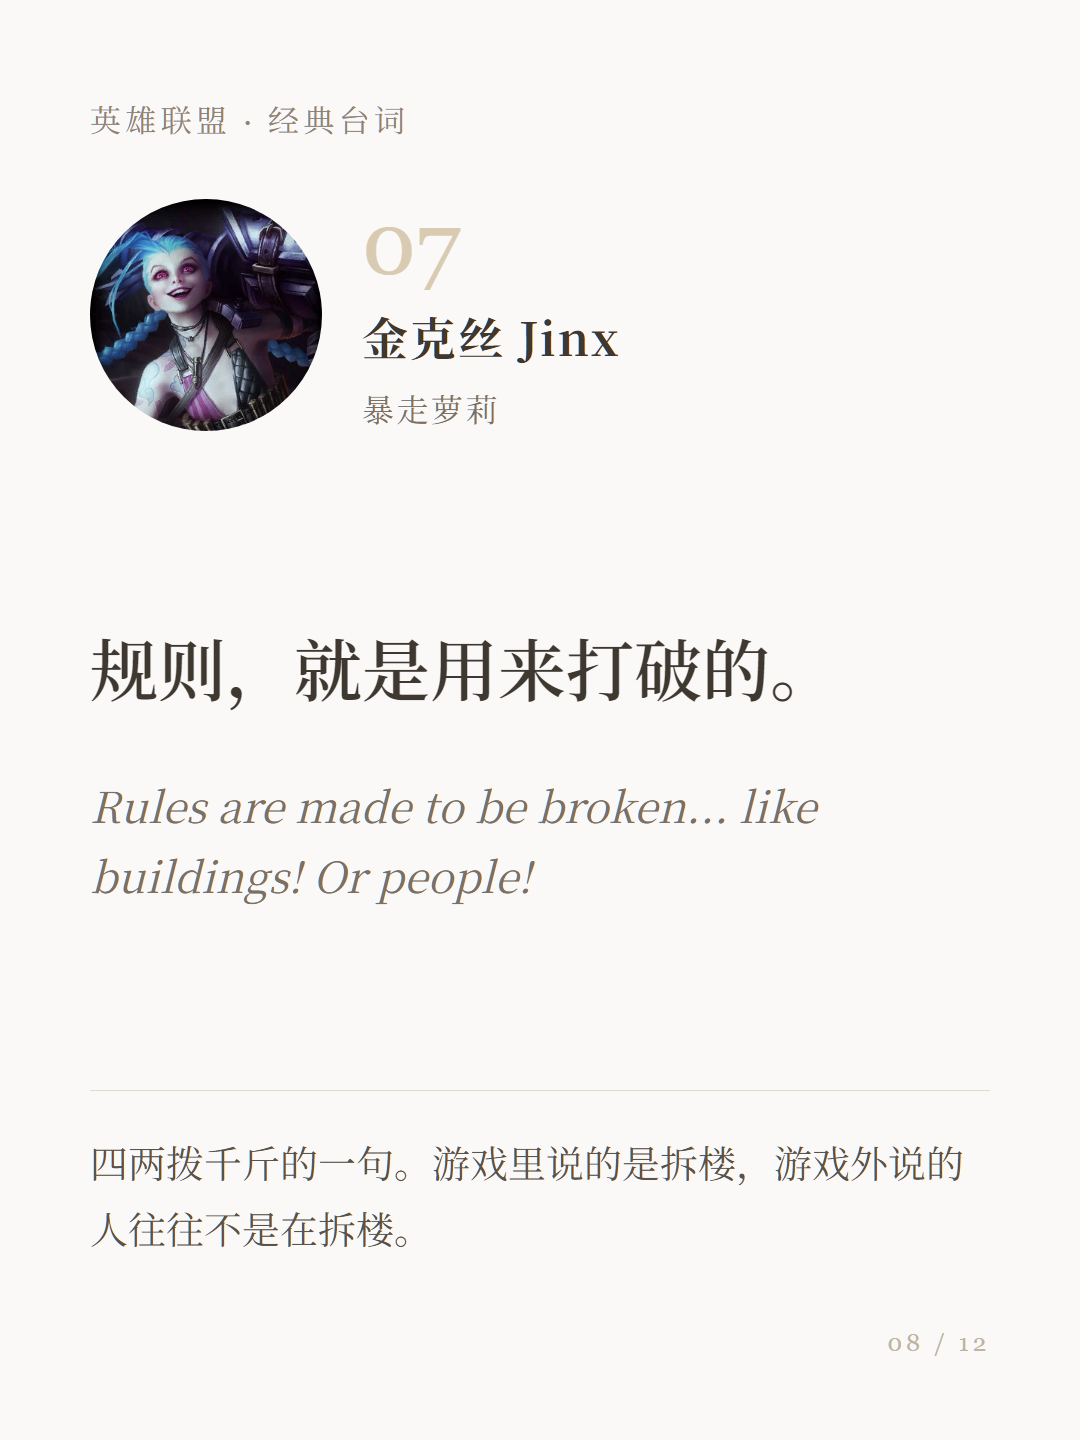 英雄联盟 · 经典台词
07
金克丝 Jinx
暴走萝莉
规则，就是用来打破的。
Rules are made to be broken... like
buildings! Or people!
四两拨千斤的一句。游戏里说的是拆楼，游戏外说的
人往往不是在拆楼。
08 / 12